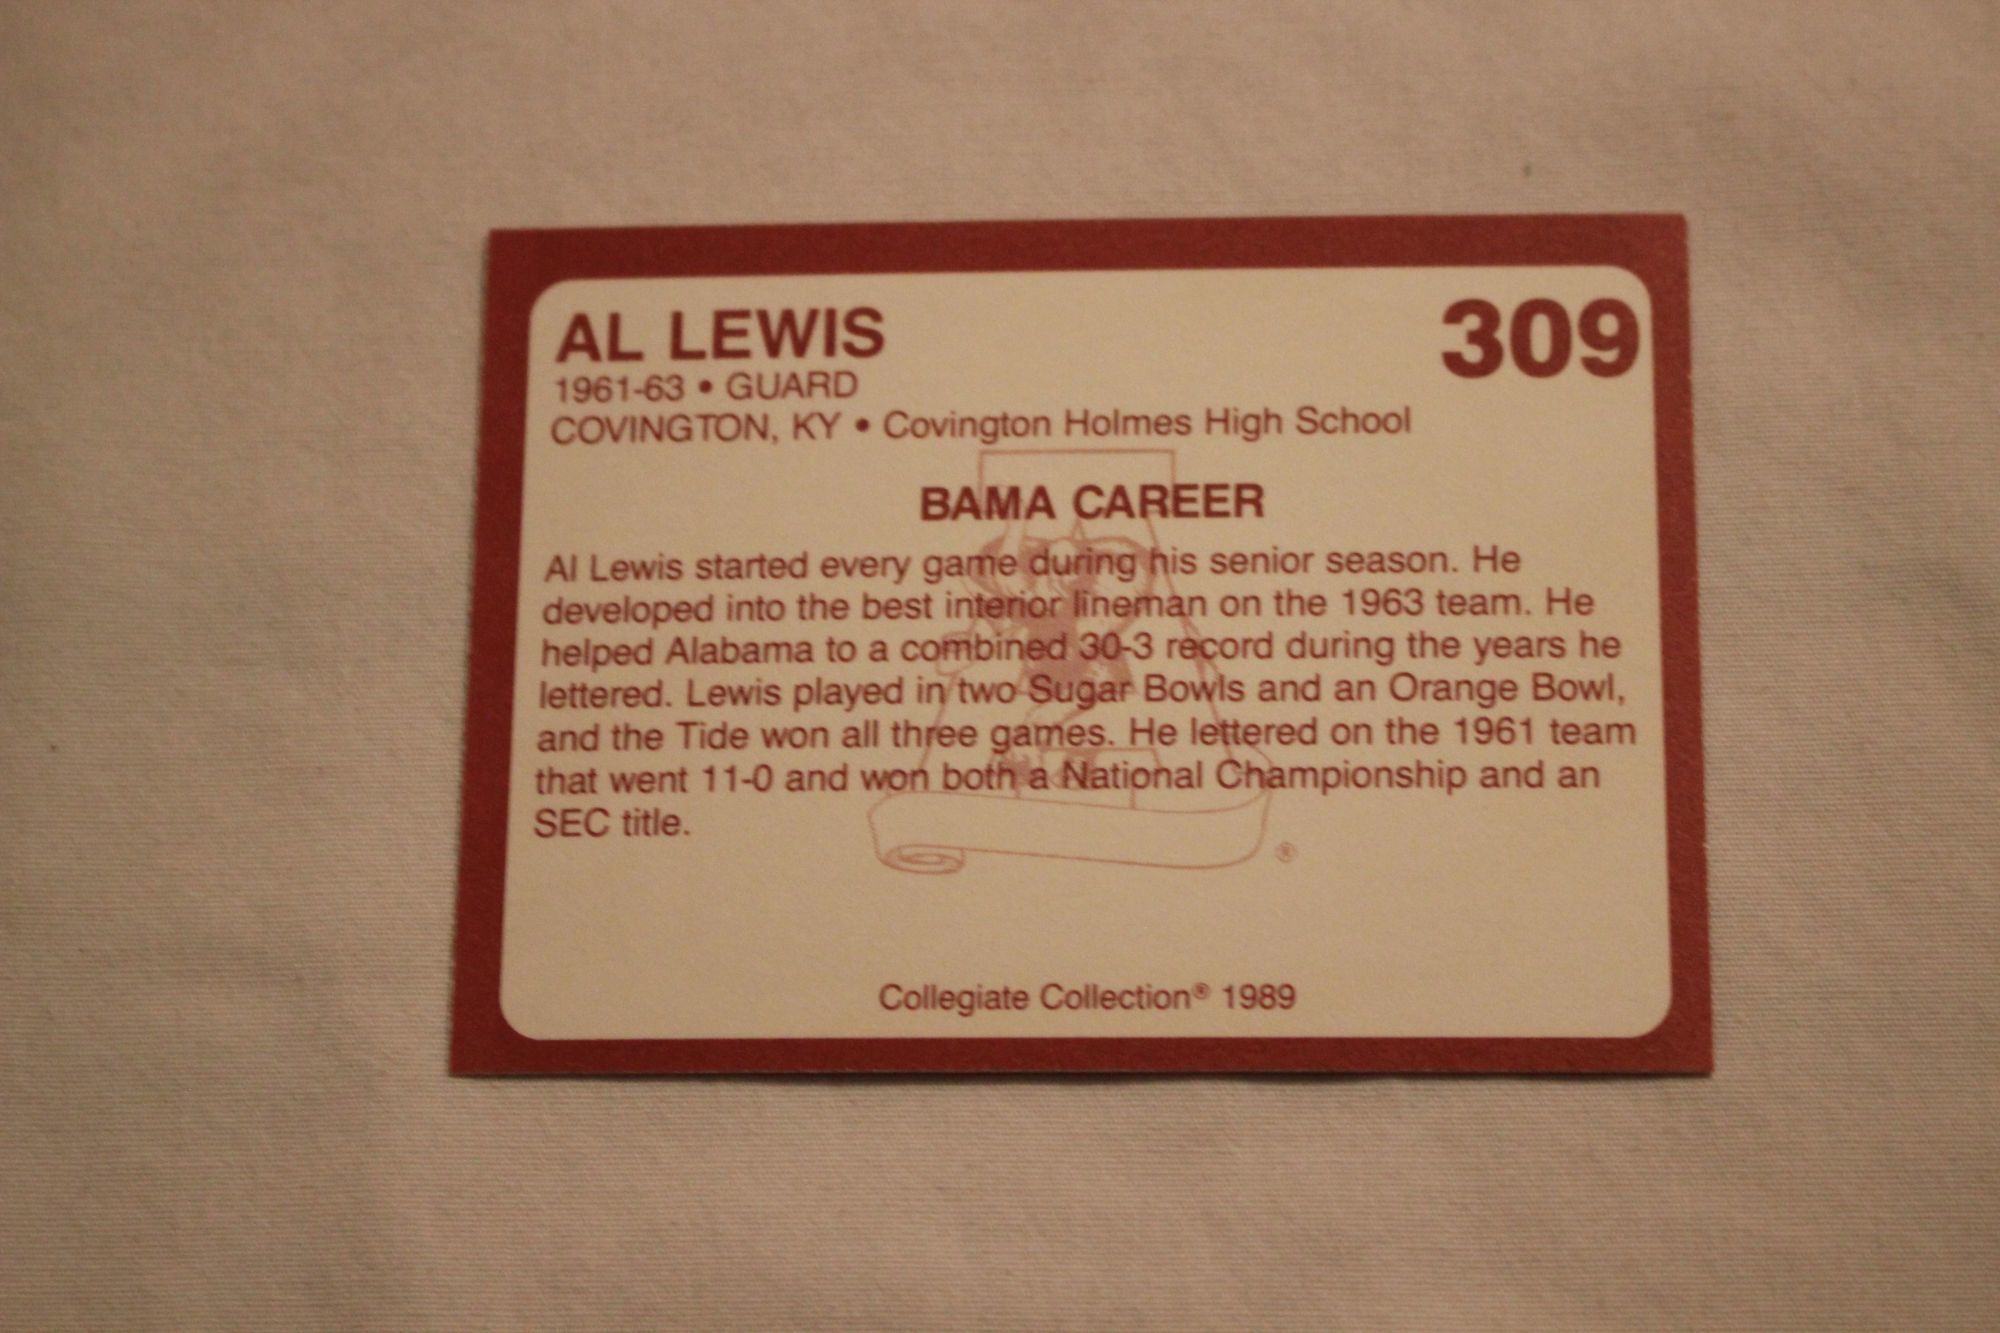 AL LEWIS
309
1961-63 • GUARD
COVINGTON, KY • Covington Holmes High School
BAMA CAREER
Al Lewis started every game during his senior season. He
developed into the best interior lineman on the 1963 team. He
helped Alabama to a combined 30-3 record during the years he
lettered. Lewis played in two Sugar Bowls and an Orange Bowl,
and the Tide won all three games. He lettered on the 1961 team
that went 11-0 and won both a National Championship and an
SEC title.
®
Collegiate Collection® 1989